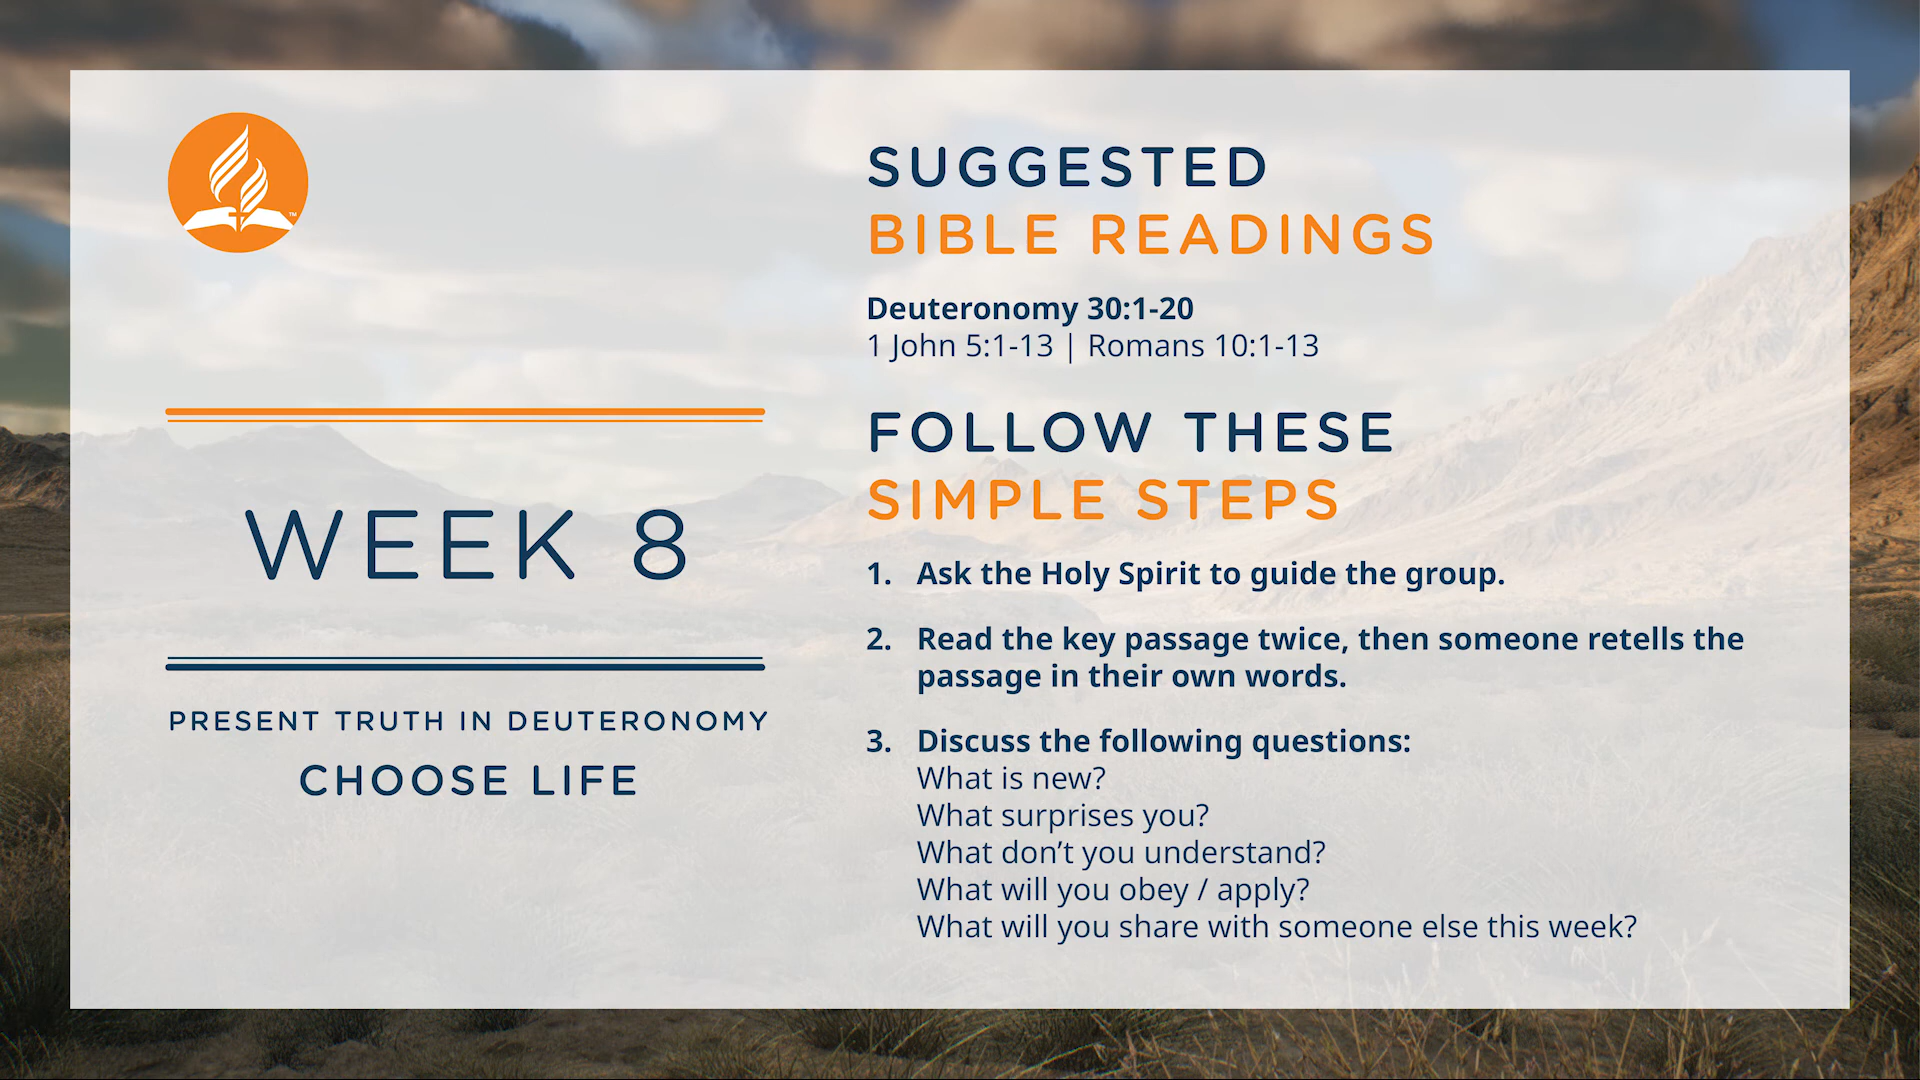 WEEK 8
PRESENT TRUTH IN DEUTERONOMY
CHOOSE LIFE
SUGGESTED
BIBLE READINGS
Deuteronomy 30:1-20
1 John 5:1-13 | Romans 10:1-13
FOLLOW THESE
SIMPLE STEPS
1. Ask the Holy Spirit to guide the group.
2. Read the key passage twice, then someone retells the
passage in their own words.
3. Discuss the following questions:
What is new?
What surprises you?
What don’t you understand?
What will you obey / apply?
What will you share with someone else this week?